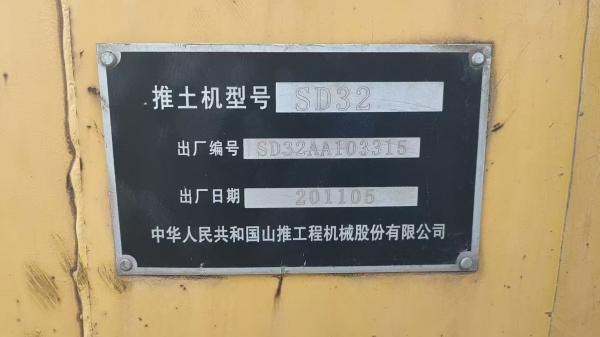 推土机型号 SD32
出厂编号 SD32AA103315
出厂日期 201105
中华人民共和国山推工程机械股份有限公司